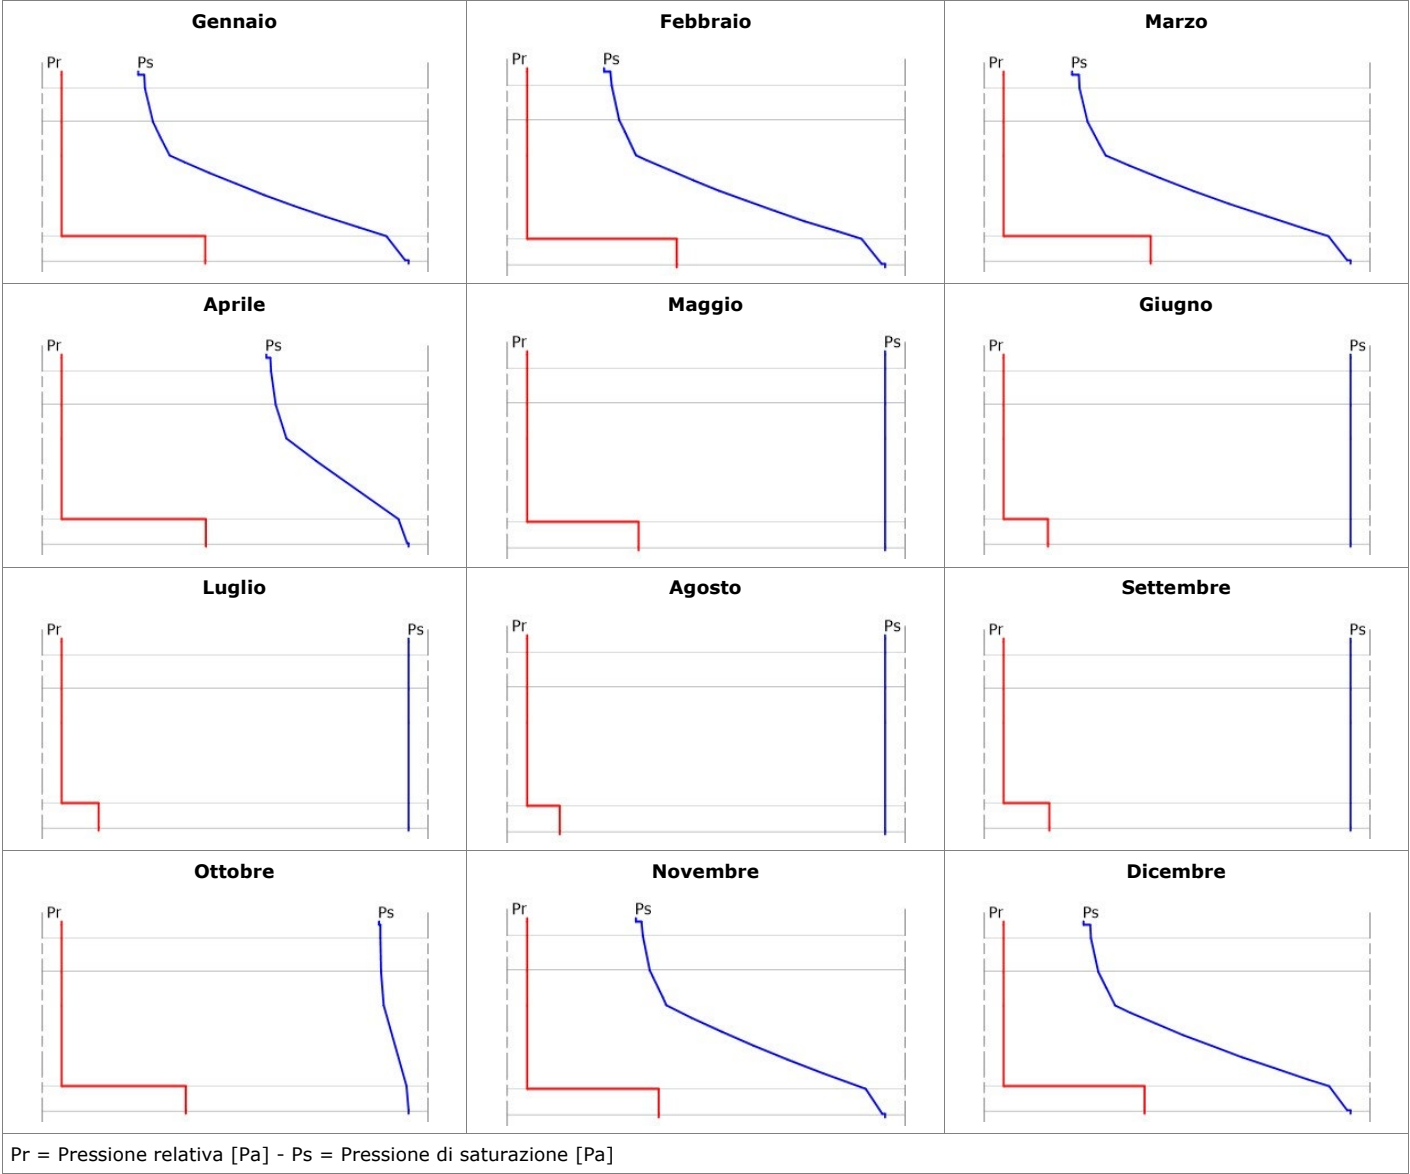 Gennaio
Febbraio
Marzo
Pr
Ps
Pr
Ps
Pr
Ps
Aprile
Maggio
Giugno
Pr
Ps
Pr
Ps
Pr
Ps
Luglio
Agosto
Settembre
Pr
Ps
Pr
Ps
Pr
Ps
Ottobre
Novembre
Dicembre
Pr
Ps
Pr
Ps
Pr
Ps
Pr = Pressione relativa [Pa] - Ps = Pressione di saturazione [Pa]